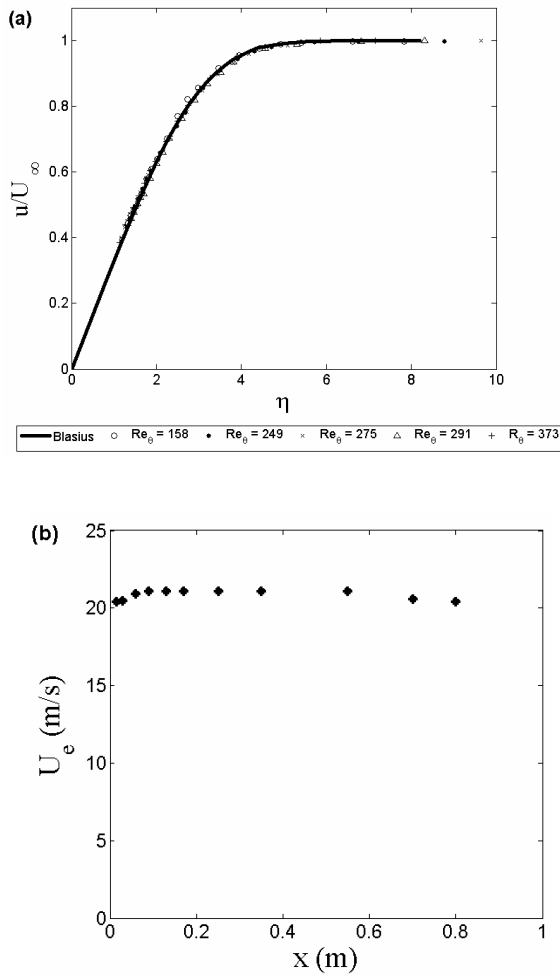 (a)
1
0.8
0.6
0.4
0.2
0
u/U∞
0 2 4 6 8 10
η
Blasius Reθ = 158 Reθ = 249 Reθ = 275 Reθ = 291 Rθ = 373
(b)
25
20
15
10
5
0
Ue (m/s)
0 0.2 0.4 0.6 0.8 1
x (m)